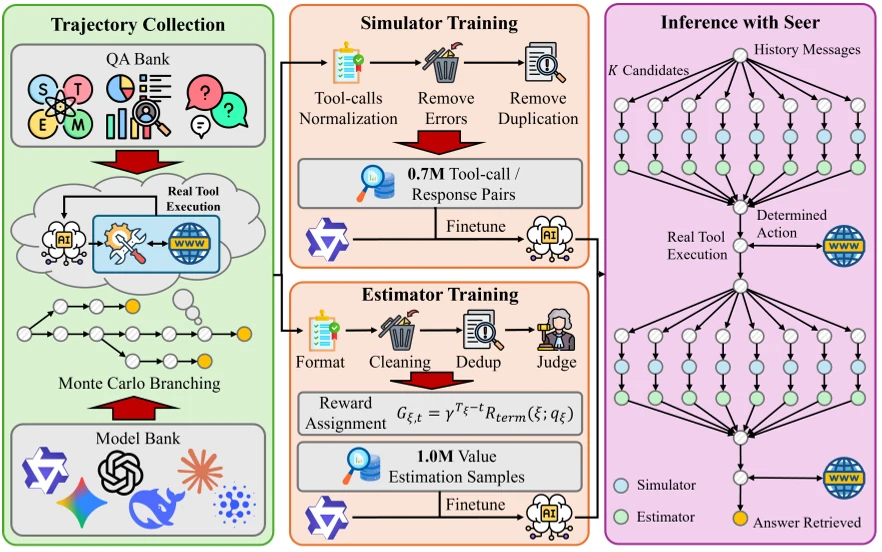 Trajectory Collection
QA Bank
S
T
E
M
?
?
Real Tool
Execution
AI
WWW
Monte Carlo Branching
Model Bank
Simulator Training
Tool-calls
Normalization
Remove
Errors
Remove
Duplication
0.7M Tool-call /
Response Pairs
Finetune
AI
Estimator Training
Format
Cleaning
Dedup
Judge
Reward
Assignment
G_{ξ,t} = γ^{T_ξ−t} R_{term}(ξ; q_ξ)
1.0M Value
Estimation Samples
Finetune
AI
Inference with Seer
History Messages
K Candidates
Determined
Action
Real Tool
Execution
WWW
WWW
Simulator
Estimator
Answer Retrieved